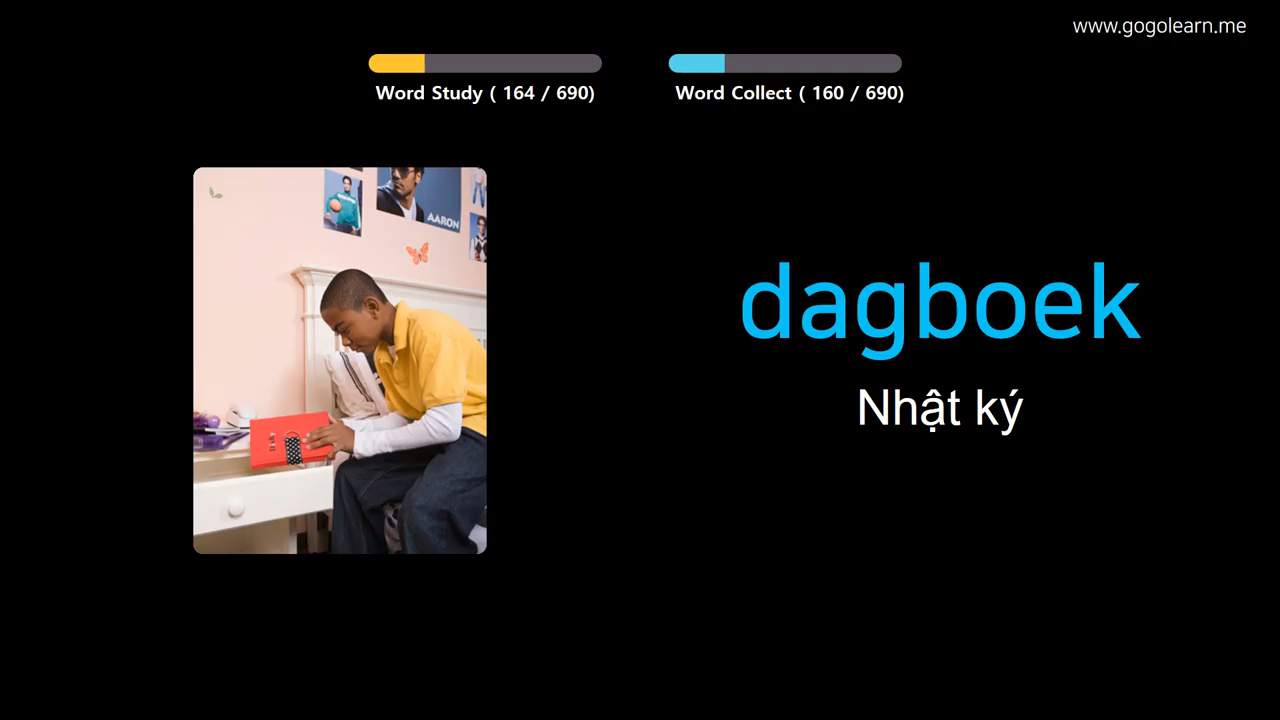 www.gogolearn.me
Word Study ( 164 / 690)
Word Collect ( 160 / 690)
AARON
dagboek
Nhật ký